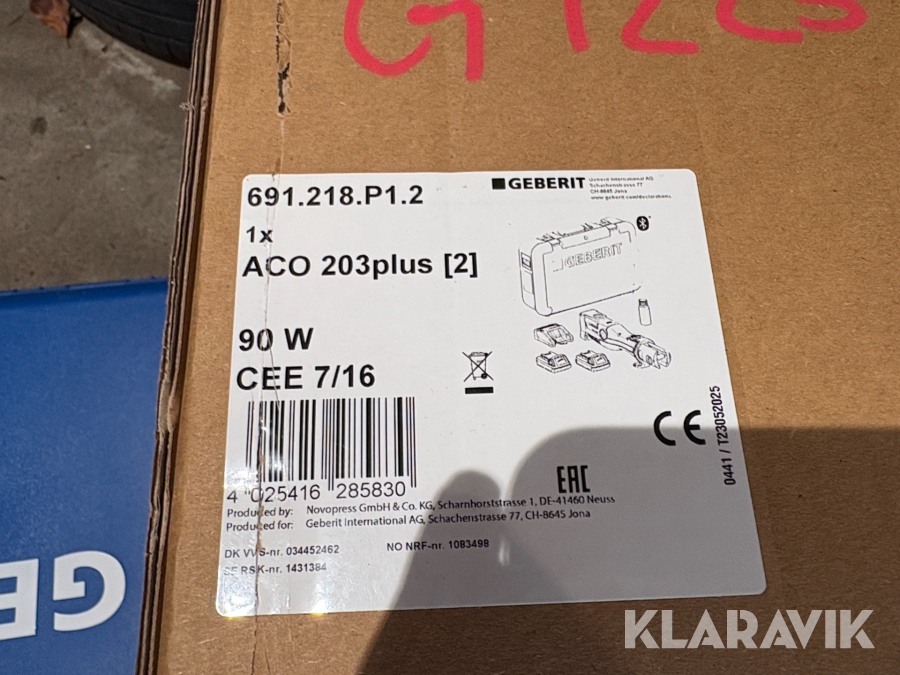 G 1223
691.218.P1.2
GEBERIT
Geberit International AG
Schachenstrasse 77
CH-8645 Jona
www.geberit.com/declarations
1x
ACO 203plus [2]
GEBERIT
90 W
CEE 7/16
0441 / T23052025
CE
EAC
4 025416 285830
Produced by: Novopress GmbH & Co. KG, Scharnhorststrasse 1, DE-41460 Neuss
Produced for: Geberit International AG, Schachenstrasse 77, CH-8645 Jona
DK VVS-nr. 034452462 NO NRF-nr. 1083498
SE RSK-nr. 1431384
GE
KLARAVIK